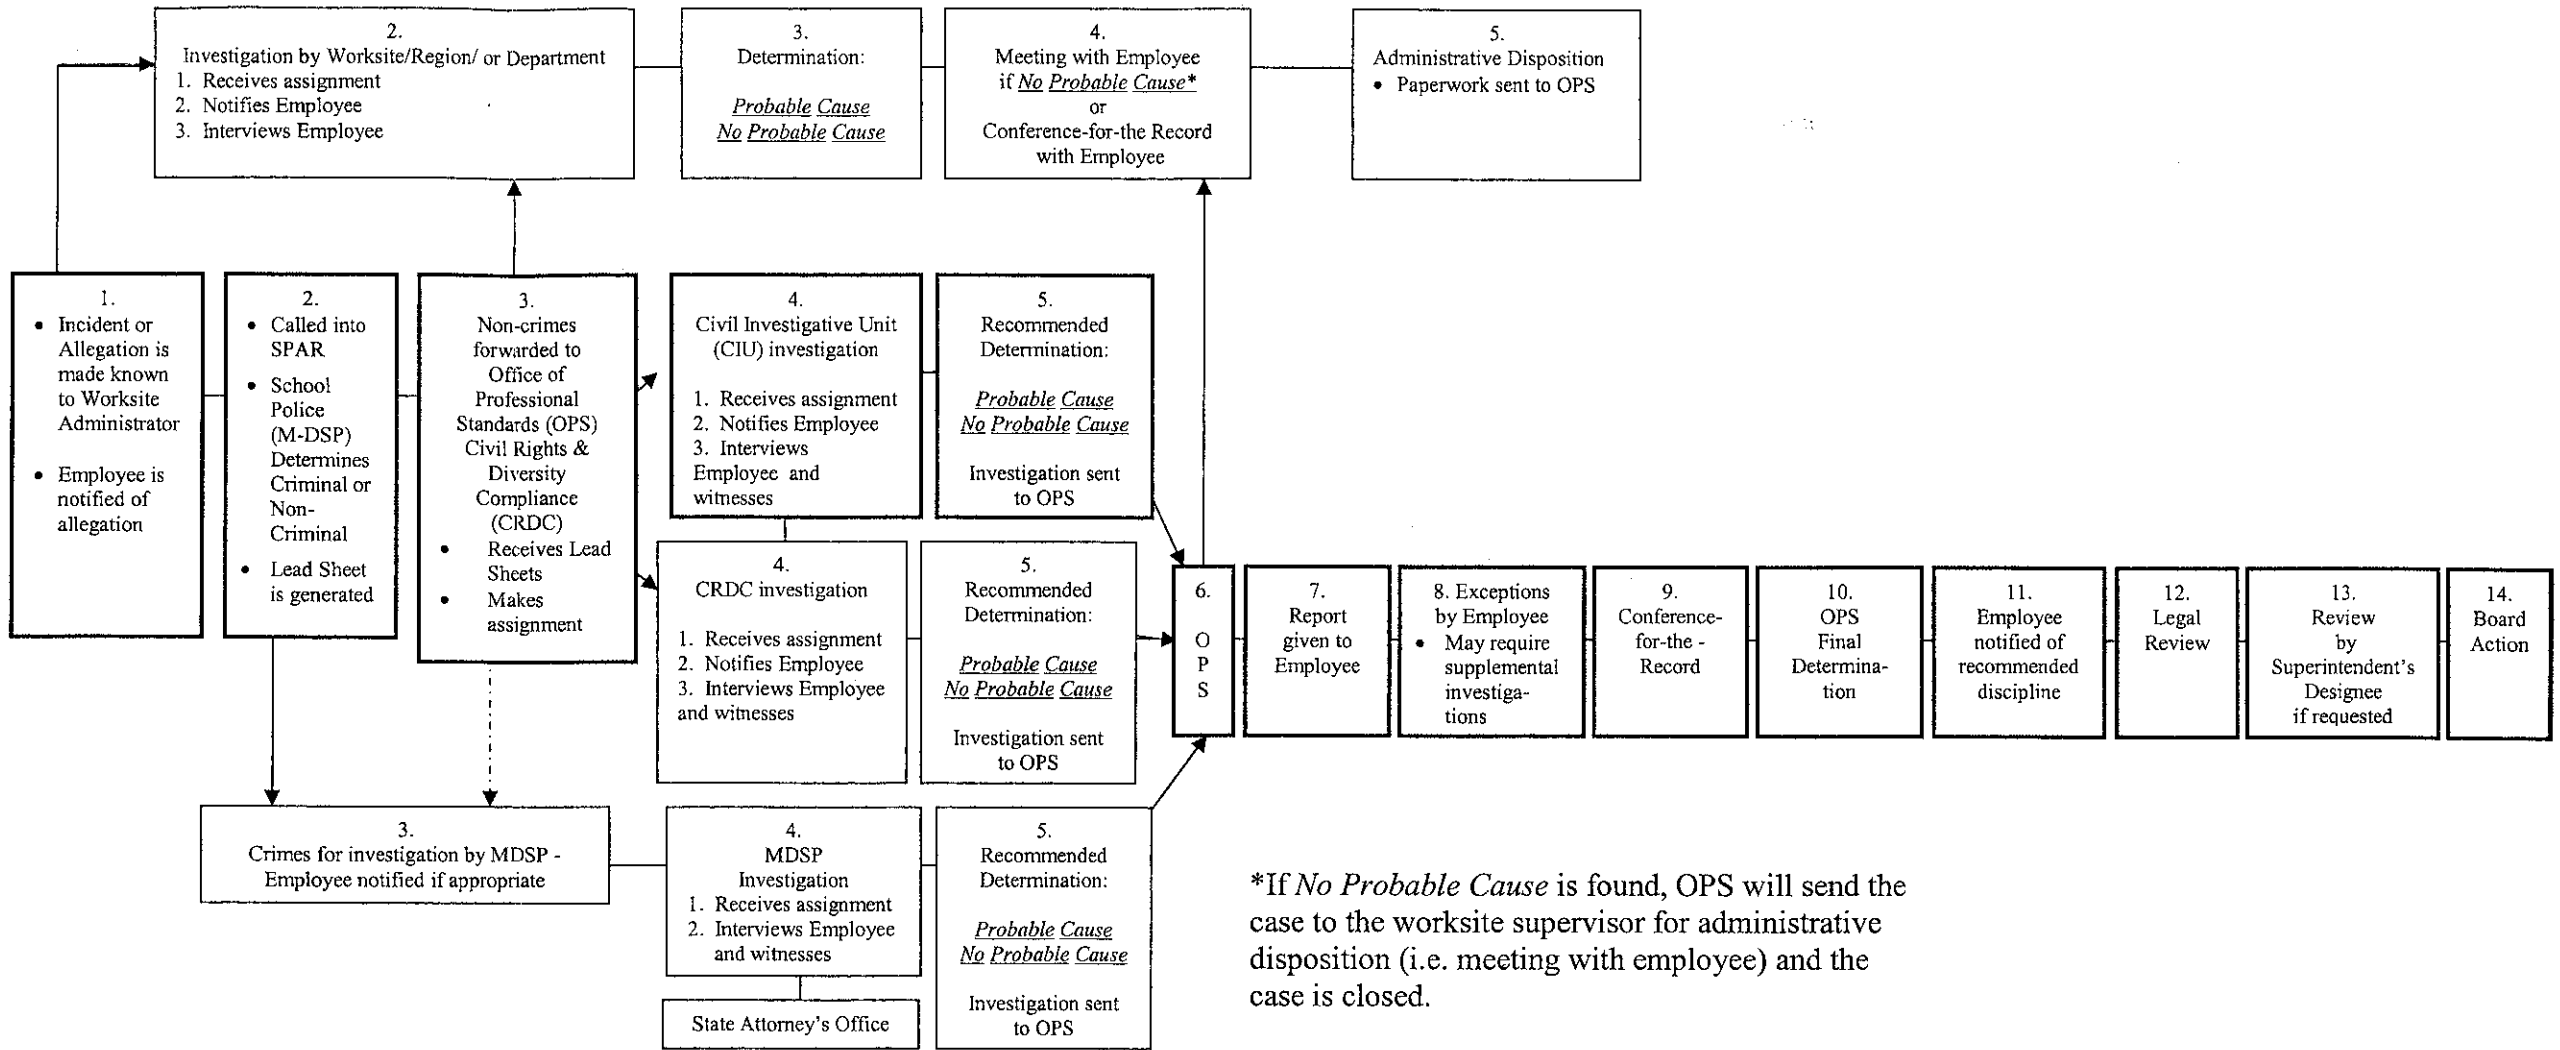 2.
Investigation by Worksite/Region/ or Department
1. Receives assignment
2. Notifies Employee
3. Interviews Employee
3.
Determination:
Probable Cause
No Probable Cause
4.
Meeting with Employee
if No Probable Cause*
or
Conference-for-the Record
with Employee
5.
Administrative Disposition
• Paperwork sent to OPS
1.
• Incident or
Allegation is
made known
to Worksite
Administrator
• Employee is
notified of
allegation
2.
• Called into
SPAR
• School
Police
(M-DSP)
Determines
Criminal or
Non-
Criminal
• Lead Sheet
is generated
3.
Non-crimes
forwarded to
Office of
Professional
Standards (OPS)
Civil Rights &
Diversity
Compliance
(CRDC)
• Receives Lead
Sheets
• Makes
assignment
4.
Civil Investigative Unit
(CIU) investigation
1. Receives assignment
2. Notifies Employee
3. Interviews
Employee and
witnesses
5.
Recommended
Determination:
Probable Cause
No Probable Cause
Investigation sent
to OPS
4.
CRDC investigation
1. Receives assignment
2. Notifies Employee
3. Interviews Employee
and witnesses
5.
Recommended
Determination:
Probable Cause
No Probable Cause
Investigation sent
to OPS
6.
O
P
S
7.
Report
given to
Employee
8. Exceptions
by Employee
• May require
supplemental
investiga-
tions
9.
Conference-
for-the -
Record
10.
OPS
Final
Determina-
tion
11.
Employee
notified of
recommended
discipline
12.
Legal
Review
13.
Review
by
Superintendent's
Designee
if requested
14.
Board
Action
3.
Crimes for investigation by MDSP -
Employee notified if appropriate
4.
MDSP
Investigation
1. Receives assignment
2. Interviews Employee
and witnesses
State Attorney's Office
5.
Recommended
Determination:
Probable Cause
No Probable Cause
Investigation sent
to OPS
*If No Probable Cause is found, OPS will send the
case to the worksite supervisor for administrative
disposition (i.e. meeting with employee) and the
case is closed.